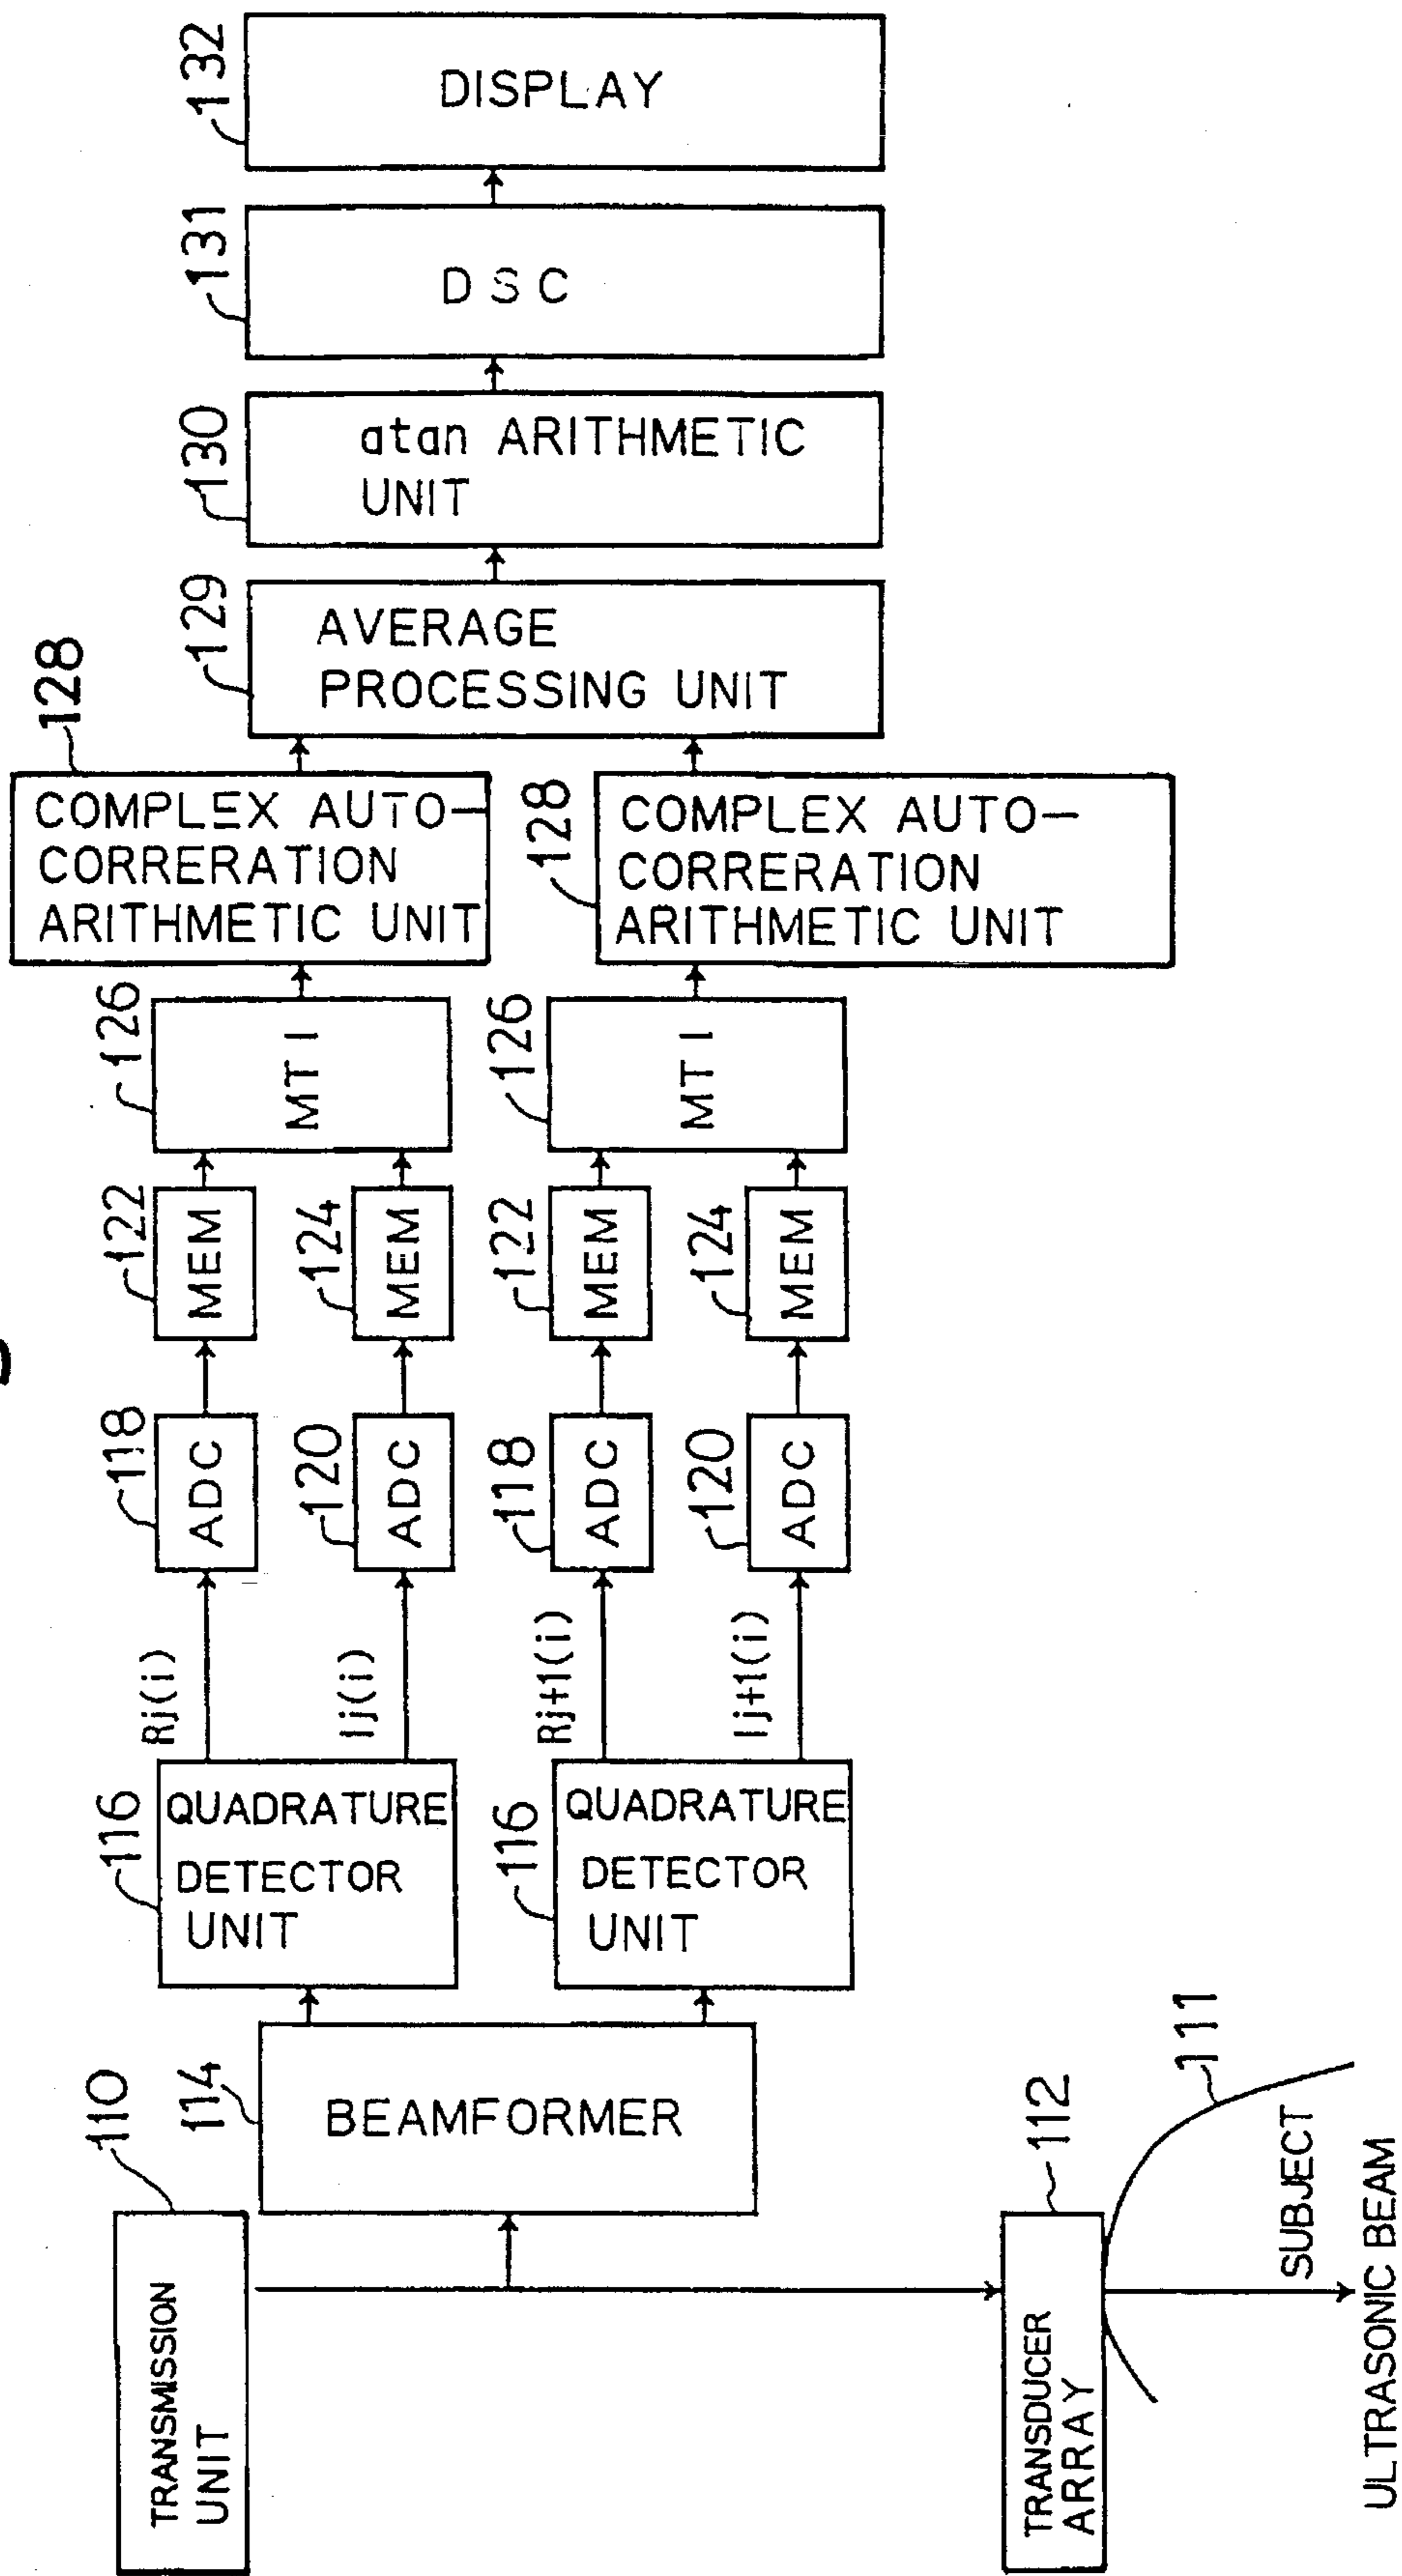 132
DISPLAY
131
DSC
130
atan ARITHMETIC
UNIT
129
AVERAGE
PROCESSING UNIT
128
COMPLEX AUTO-
CORRERATION
ARITHMETIC UNIT
128
COMPLEX AUTO-
CORRERATION
ARITHMETIC UNIT
126
MTI
126
MTI
122
MEM
124
MEM
122
MEM
124
MEM
118
ADC
120
ADC
118
ADC
120
ADC
Rj(i)
Ij(i)
Rj+1(i)
Ij+1(i)
116
QUADRATURE
DETECTOR
UNIT
116
QUADRATURE
DETECTOR
UNIT
114
BEAMFORMER
110
TRANSMISSION
UNIT
112
TRANSDUCER
ARRAY
111
SUBJECT
ULTRASONIC BEAM